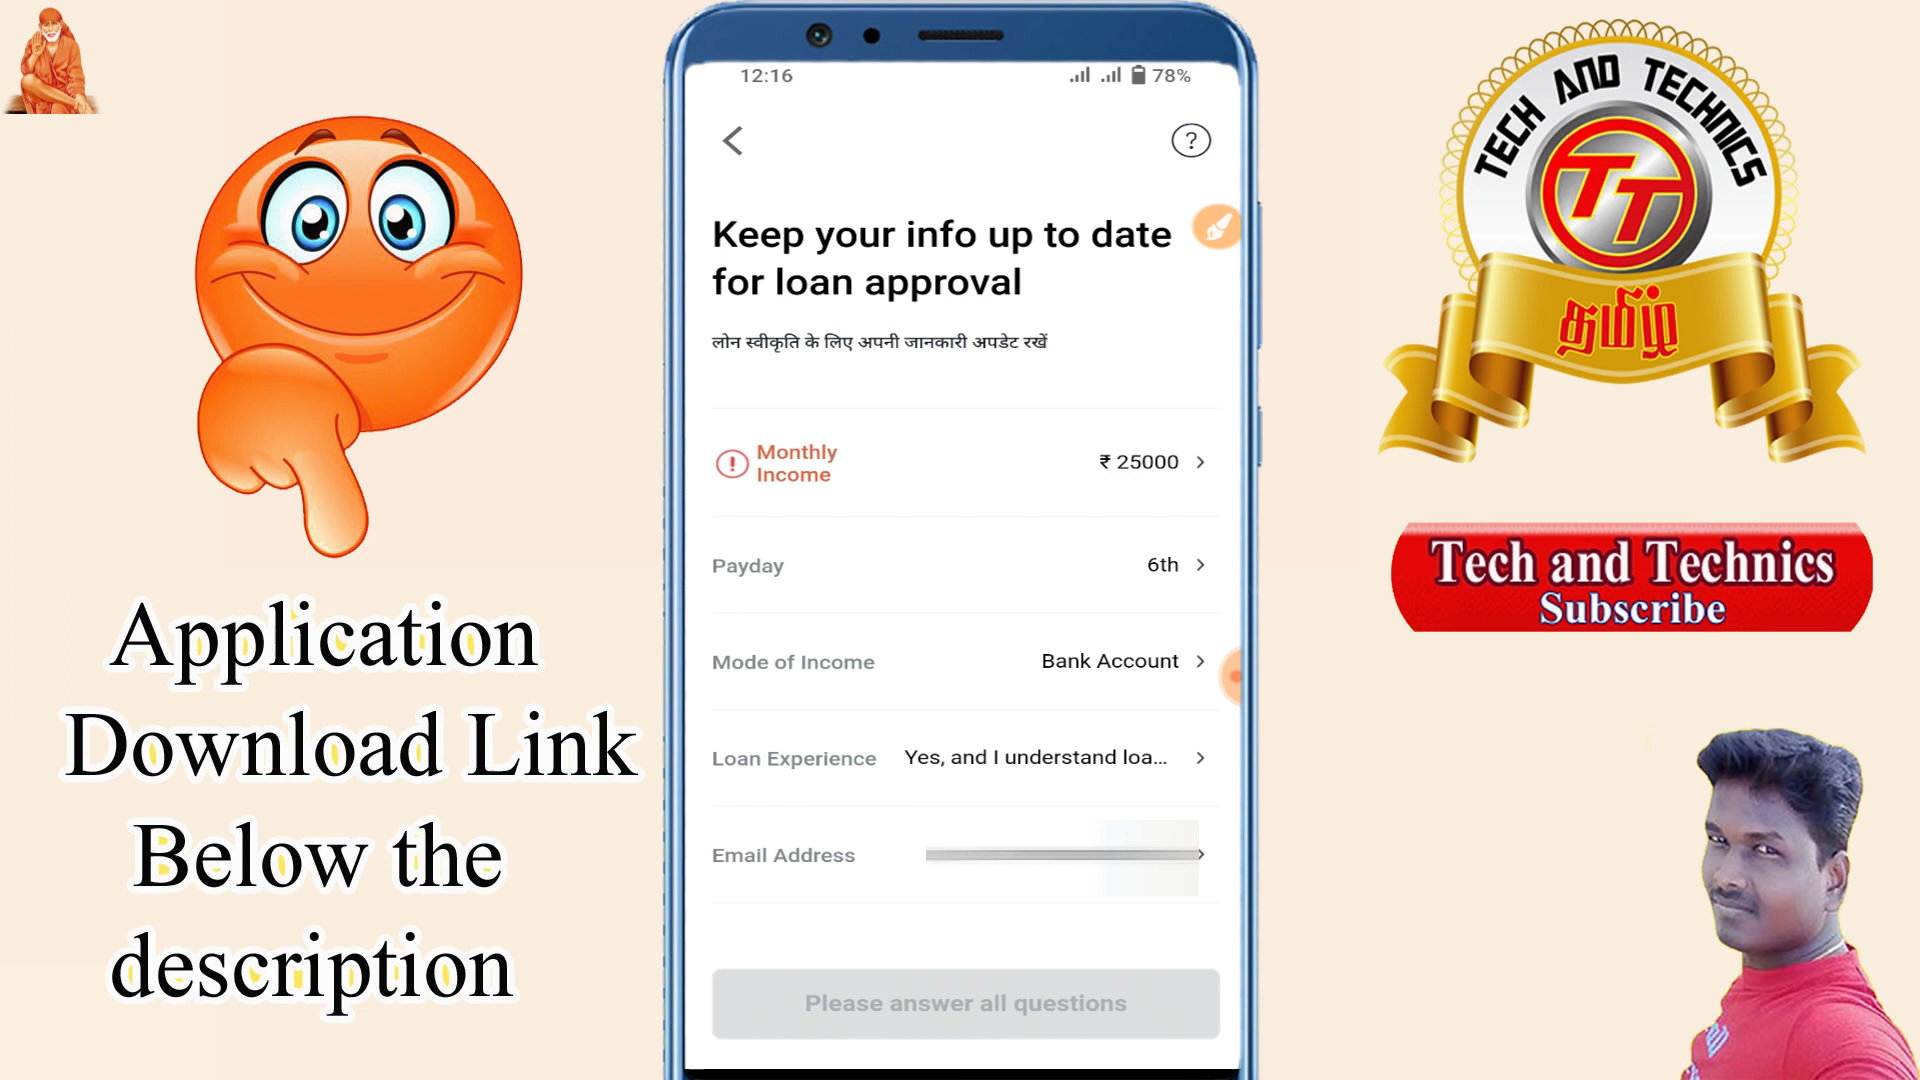 12:16
78%
?
Keep your info up to date
for loan approval
लोन स्वीकृति के लिए अपनी जानकारी अपडेट रखें
!
Monthly
Income
₹ 25000
Payday
6th
Mode of Income
Bank Account
Loan Experience
Yes, and I understand loa...
Email Address
Please answer all questions
Application
Download Link
Below the
description
TECH AND TECHNICS
TT
தமிழ்
Tech and Technics
Subscribe